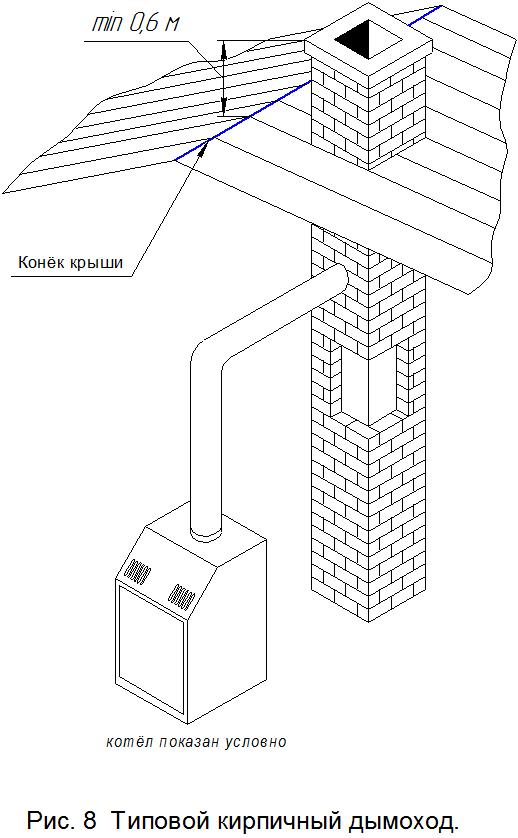 min 0,6 м
Конёк крыши
котёл показан условно
Рис. 8 Типовой кирпичный дымоход.